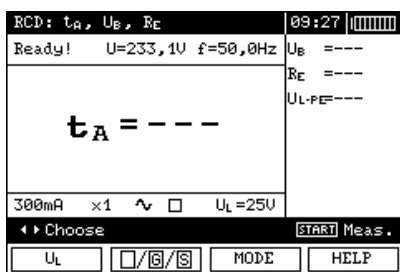 RCD: tA, UB, RE 09:27
Ready! U=233,1V f=50,0Hz
UB =---
RE =---
UL-PE=---
tA=---
300mA x1 ∿ □ UL=25V
◂▸Choose START Meas.
UL □/G/S MODE HELP